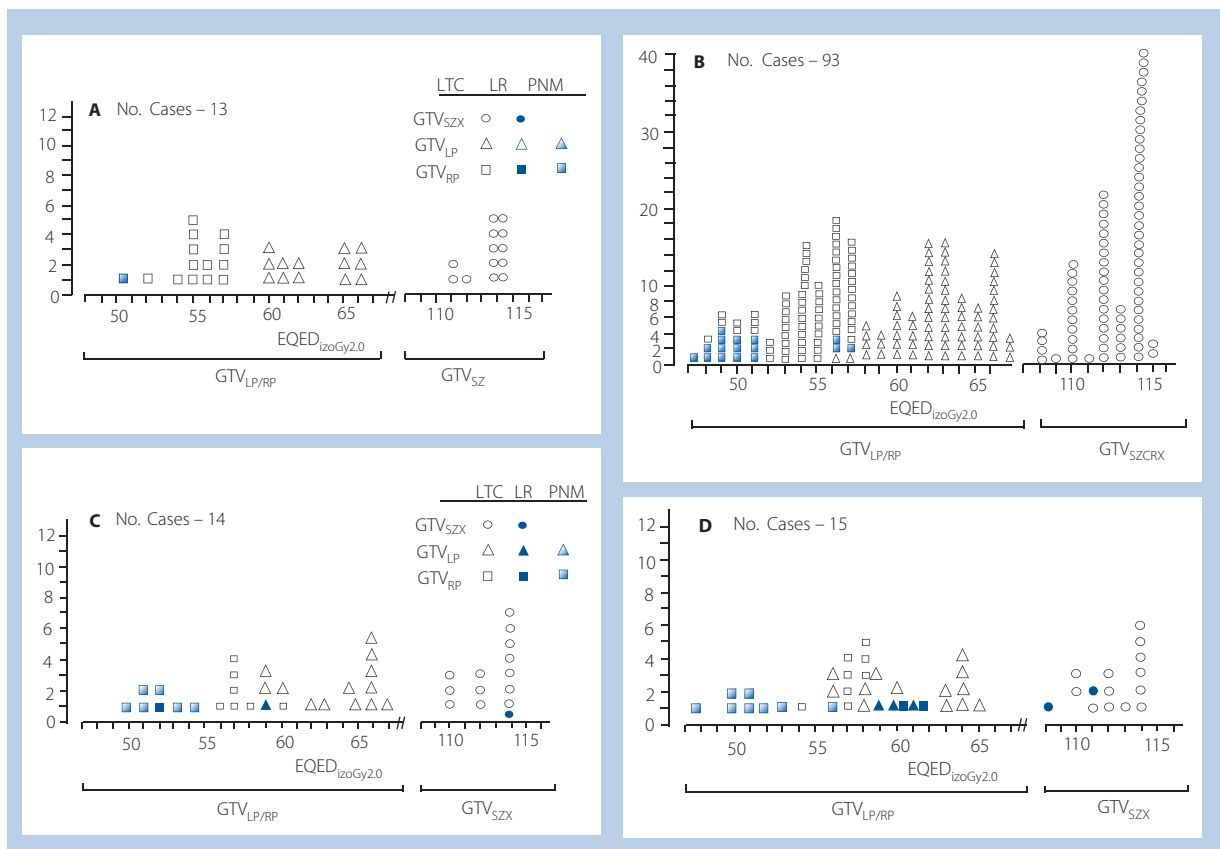 A No. Cases – 13
LTC LR PNM
GTVSZX
GTVLP
GTVRP
12
10
8
6
4
2
0
50 55 60 65 110 115
EQEDizoGy2.0
GTVLP/RP GTVSZ
B No. Cases – 93
40
30
20
10
8
6
4
2
0
50 55 60 65 110 115
EQEDizoGy2.0
GTVLP/RP GTVSZCRX
C No. Cases – 14
LTC LR PNM
GTVSZX
GTVLP
GTVRP
12
10
8
6
4
2
0
50 55 60 65 110 115
EQEDizoGy2.0
GTVLP/RP GTVSZX
D No. Cases – 15
12
10
8
6
4
2
0
50 55 60 65 110 115
EQEDizoGy2.0
GTVLP/RP GTVSZX